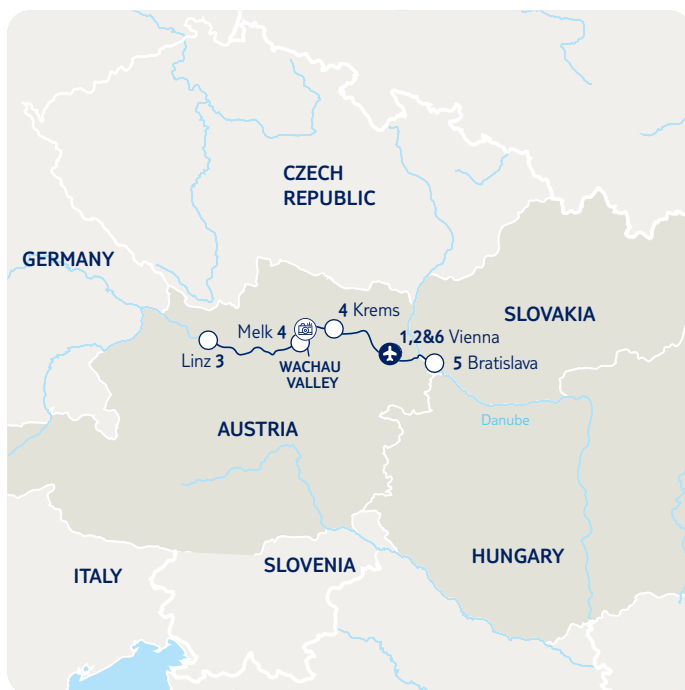 CZECH
REPUBLIC
GERMANY
4 Krems
SLOVAKIA
Melk 4
1,2&6 Vienna
Linz 3
WACHAU
VALLEY
5 Bratislava
Danube
AUSTRIA
HUNGARY
SLOVENIA
ITALY